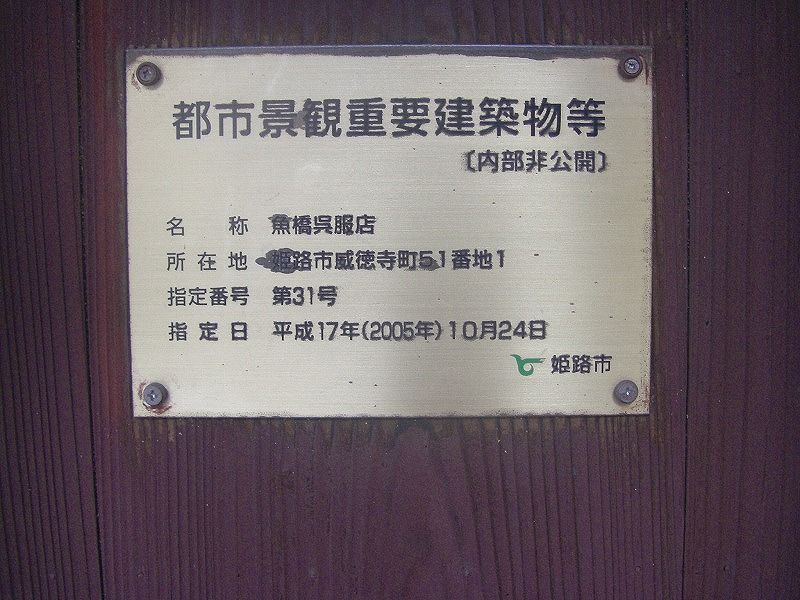 都市景観重要建築物等
〔内部非公開〕
名 称 魚橋呉服店
所在地 姫路市威徳寺町51番地1
指定番号 第31号
指定日 平成17年(2005年)10月24日
姫路市